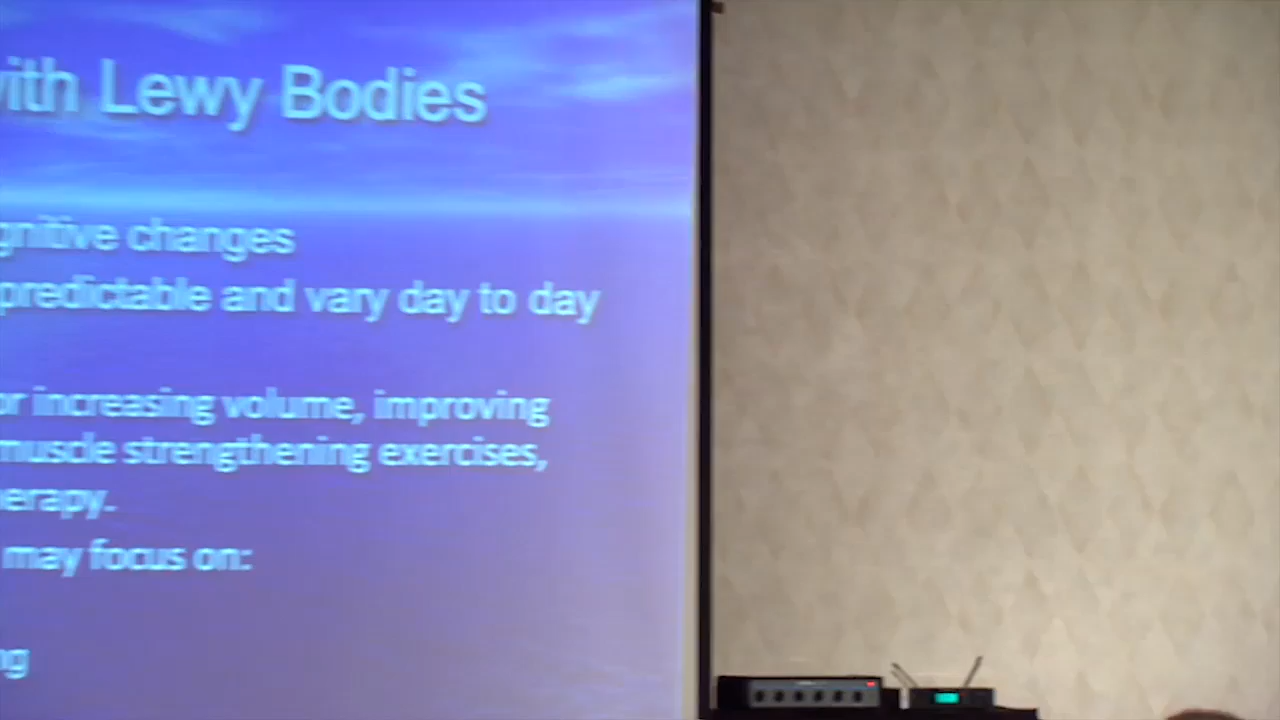 with Lewy Bodies
gnitive changes
predictable and vary day to day
or increasing volume, improving
muscle strengthening exercises,
erapy.
may focus on:
ng